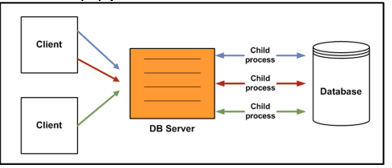 Client
Client
DB Server
Child
process
Child
process
Child
process
Database